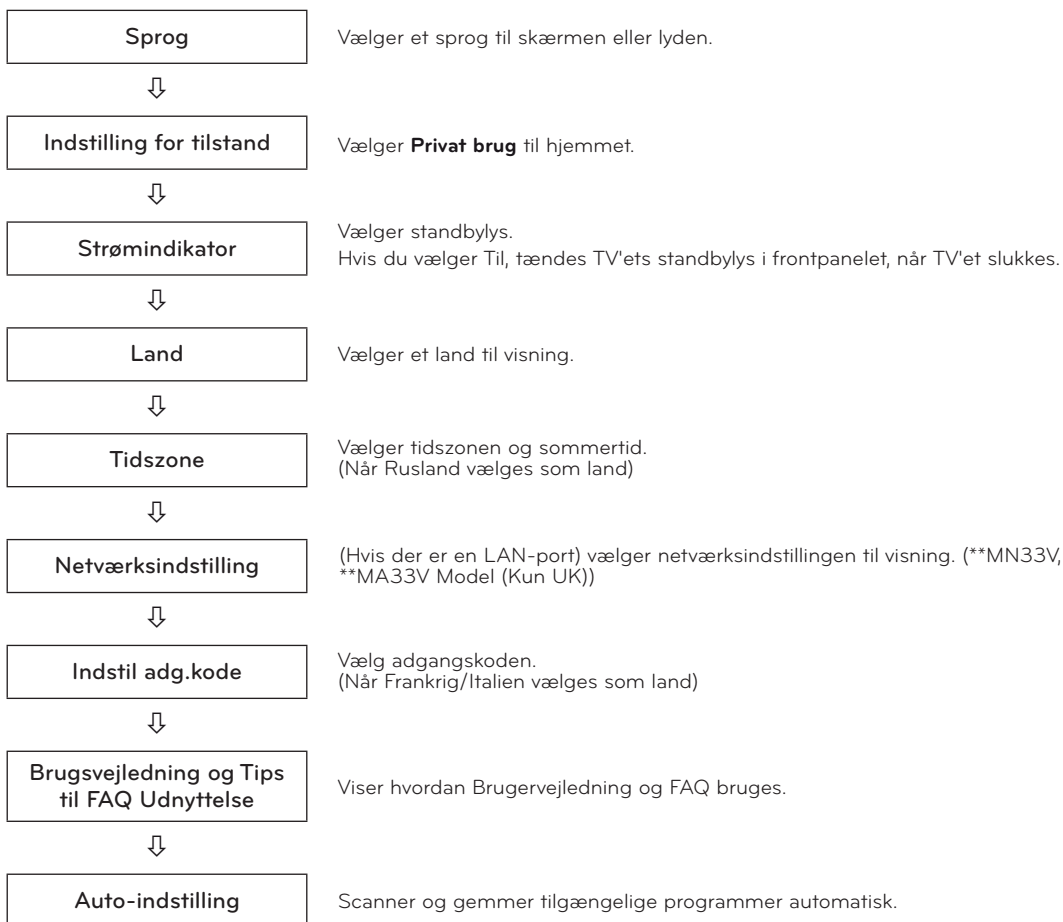 Sprog
Vælger et sprog til skærmen eller lyden.
Indstilling for tilstand
Vælger Privat brug til hjemmet.
Strømindikator
Vælger standbylys.
Hvis du vælger Til, tændes TV'ets standbylys i frontpanelet, når TV'et slukkes.
Land
Vælger et land til visning.
Tidszone
Vælger tidszonen og sommertid.
(Når Rusland vælges som land)
Netværksindstilling
(Hvis der er en LAN-port) vælger netværksindstillingen til visning. (**MN33V,
**MA33V Model (Kun UK))
Indstil adg.kode
Vælg adgangskoden.
(Når Frankrig/Italien vælges som land)
Brugsvejledning og Tips
til FAQ Udnyttelse
Viser hvordan Brugervejledning og FAQ bruges.
Auto-indstilling
Scanner og gemmer tilgængelige programmer automatisk.